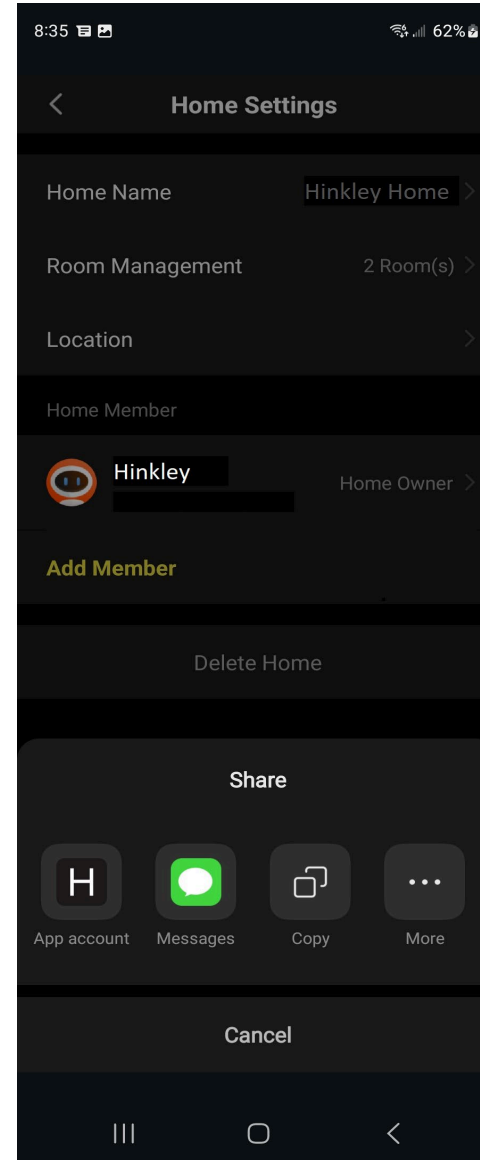 8:35 62%
Home Settings
Home Name Hinkley Home
Room Management 2 Room(s)
Location
Home Member
Hinkley
Home Owner
Add Member
Delete Home
Share
H
App account Messages Copy More
Cancel